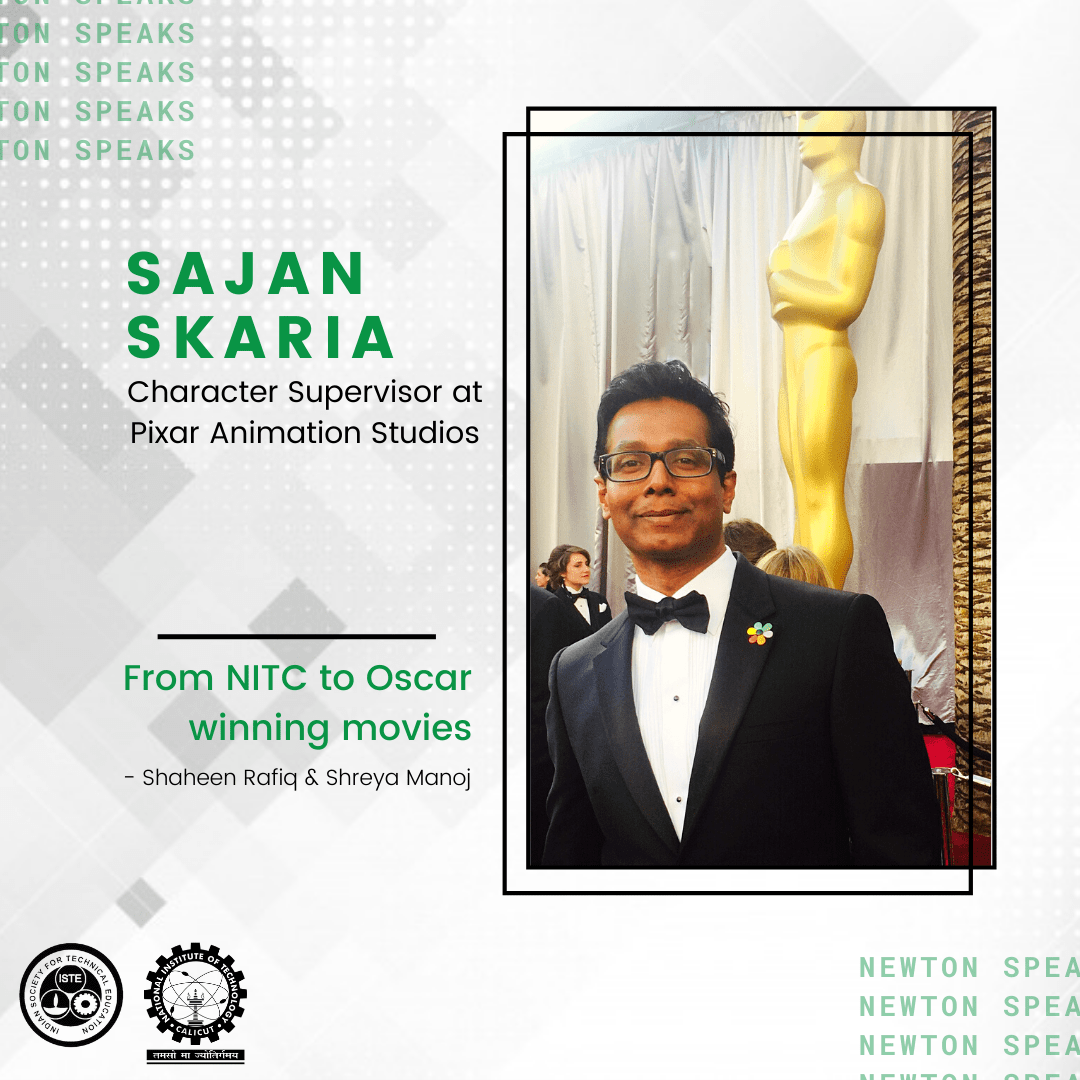 TON SPEAKS
TON SPEAKS
TON SPEAKS
TON SPEAKS
SAJAN
SKARIA
Character Supervisor at
Pixar Animation Studios
From NITC to Oscar
winning movies
- Shaheen Rafiq & Shreya Manoj
INDIAN SOCIETY FOR TECHNICAL EDUCATION
ISTE
NATIONAL INSTITUTE OF TECHNOLOGY
CALICUT
तमसो मा ज्योतिर्गमय
NEWTON SPEA
NEWTON SPEA
NEWTON SPEA